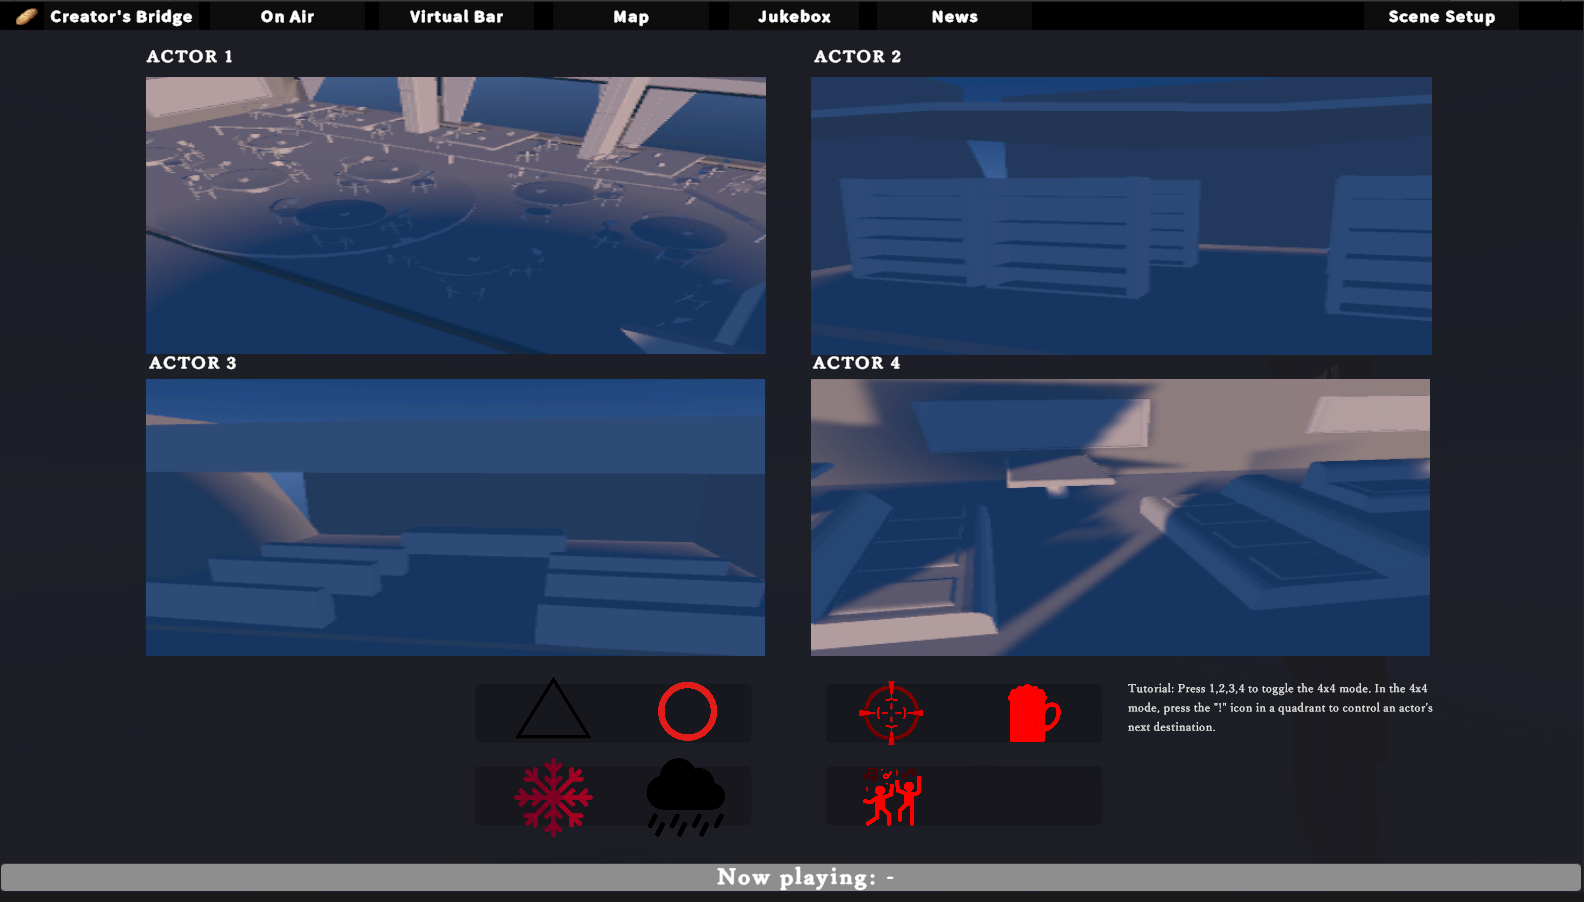 Creator's Bridge
On Air
Virtual Bar
Map
Jukebox
News
Scene Setup
ACTOR 1
ACTOR 2
ACTOR 3
ACTOR 4
Tutorial: Press 1,2,3,4 to toggle the 4x4 mode. In the 4x4
mode, press the "!" icon in a quadrant to control an actor's
next destination.
Now playing: -